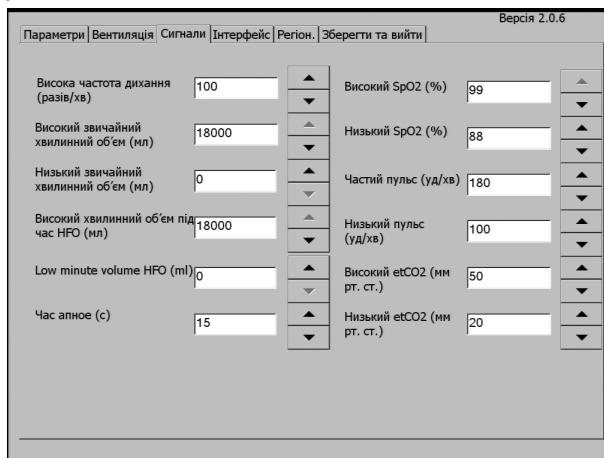 Версія 2.0.6
Параметри Вентиляція Сигнали Інтерфейс Регіон. Зберегти та вийти
Висока частота дихання
(разів/хв)
100
Високий звичайний
хвилинний об'єм (мл)
18000
Низький звичайний
хвилинний об'єм (мл)
0
Високий хвилинний об'єм під
час HFO (мл)
18000
Low minute volume HFO (ml)
0
Час апное (с)
15
Високий SpO2 (%)
99
Низький SpO2 (%)
88
Частий пульс (уд/хв)
180
Низький пульс
(уд/хв)
100
Високий etCO2 (мм
рт. ст.)
50
Низький etCO2 (мм
рт. ст.)
20